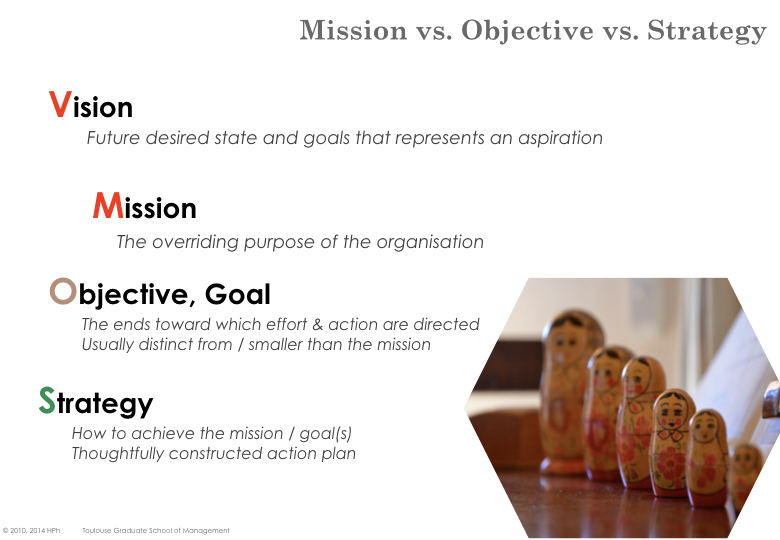 Mission vs. Objective vs. Strategy
Vision
Future desired state and goals that represents an aspiration
Mission
The overriding purpose of the organisation
Objective, Goal
The ends toward which effort & action are directed
Usually distinct from / smaller than the mission
Strategy
How to achieve the mission / goal(s)
Thoughtfully constructed action plan
© 2010, 2014 HPh Toulouse Graduate School of Management